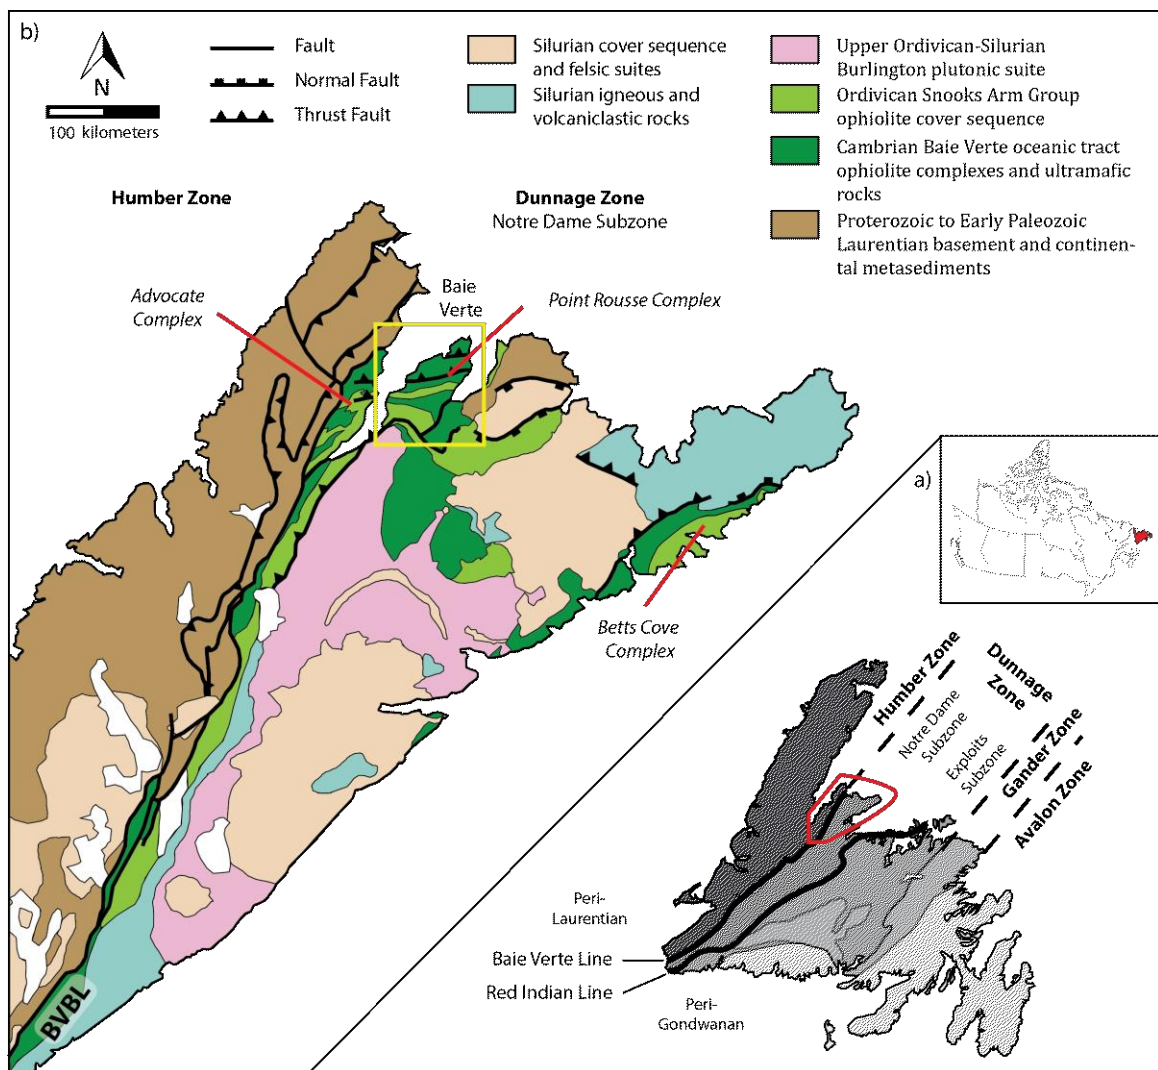 b)
N
100 kilometers
Fault
Normal Fault
Thrust Fault
Silurian cover sequence
and felsic suites
Silurian igneous and
volcaniclastic rocks
Upper Ordivican-Silurian
Burlington plutonic suite
Ordivican Snooks Arm Group
ophiolite cover sequence
Cambrian Baie Verte oceanic tract
ophiolite complexes and ultramafic
rocks
Proterozoic to Early Paleozoic
Laurentian basement and continen-
tal metasediments
Humber Zone
Dunnage Zone
Notre Dame Subzone
Advocate
Complex
Baie
Verte
Point Rousse Complex
Betts Cove
Complex
BVBL
a)
Humber Zone
Notre Dame
Subzone
Dunnage
Zone
Exploits
Subzone
Gander Zone
Avalon Zone
Peri-
Laurentian
Baie Verte Line
Red Indian Line
Peri-
Gondwanan